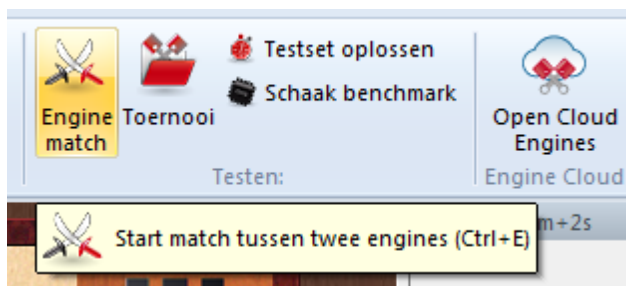 Engine
match
Toernooi
Testset oplossen
Schaak benchmark
Open Cloud
Engines
Testen:
Engine Cloud
Start match tussen twee engines (Ctrl+E)
m+2s